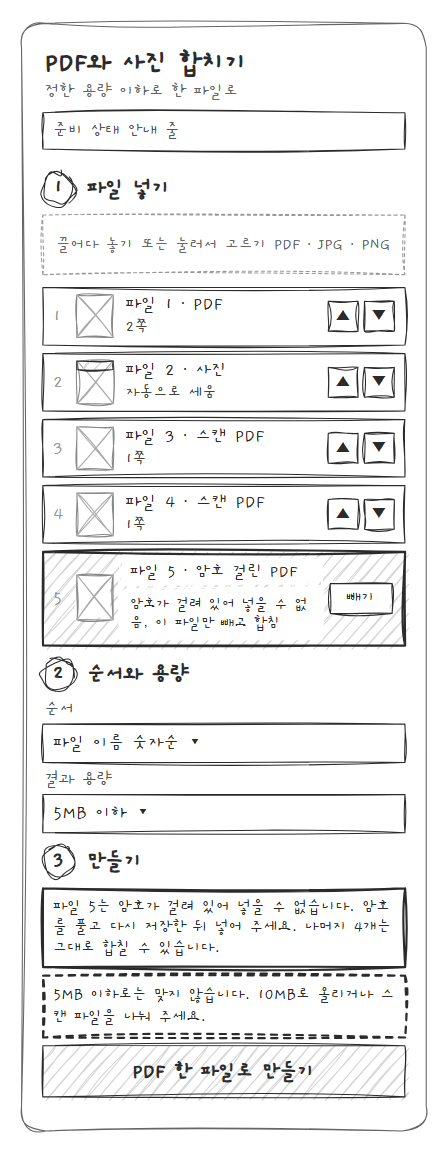 PDF와 사진 합치기
정한 용량 이하로 한 파일로
준비 상태 안내 줄
1 파일 넣기
끌어다 놓기 또는 눌러서 고르기 PDF · JPG · PNG
1 파일 1 · PDF ▲ ▼
2쪽
2 파일 2 · 사진 ▲ ▼
자동으로 세움
3 파일 3 · 스캔 PDF ▲ ▼
1쪽
4 파일 4 · 스캔 PDF ▲ ▼
1쪽
파일 5 · 암호 걸린 PDF
5 암호가 걸려 있어 넣을 수 없 빼기
음, 이 파일만 빼고 합침
2 순서와 용량
순서
파일 이름 숫자순 ▼
결과 용량
5MB 이하 ▼
3 만들기
파일 5는 암호가 걸려 있어 넣을 수 없습니다. 암호
를 풀고 다시 저장한 뒤 넣어 주세요. 나머지 4개는
그대로 합칠 수 있습니다.
5MB 이하로는 맞지 않습니다. 10MB로 올리거나 스
캔 파일을 나눠 주세요.
PDF 한 파일로 만들기